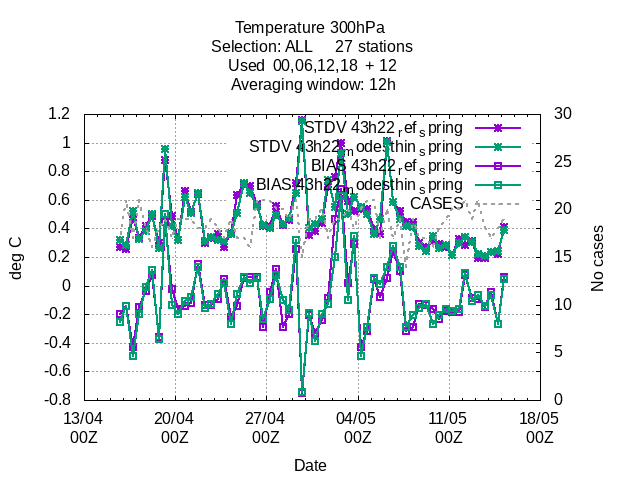 Temperature 300hPa
Selection: ALL 27 stations
Used 00,06,12,18 + 12
Averaging window: 12h
STDV 43h22_ref_spring
STDV 43h22_modesthin_spring
BIAS 43h22_ref_spring
BIAS 43h22_modesthin_spring
CASES
1.2
1
0.8
0.6
0.4
0.2
0
-0.2
-0.4
-0.6
-0.8
deg C
30
25
20
15
10
5
0
No cases
13/04 20/04 27/04 04/05 11/05 18/05
00Z 00Z 00Z 00Z 00Z 00Z
Date